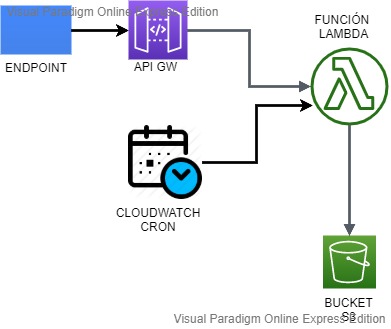 Visual Paradigm Online Express Edition
FUNCIÓN
LAMBDA
ENDPOINT
API GW
CLOUDWATCH
CRON
BUCKET
S3
Visual Paradigm Online Express Edition